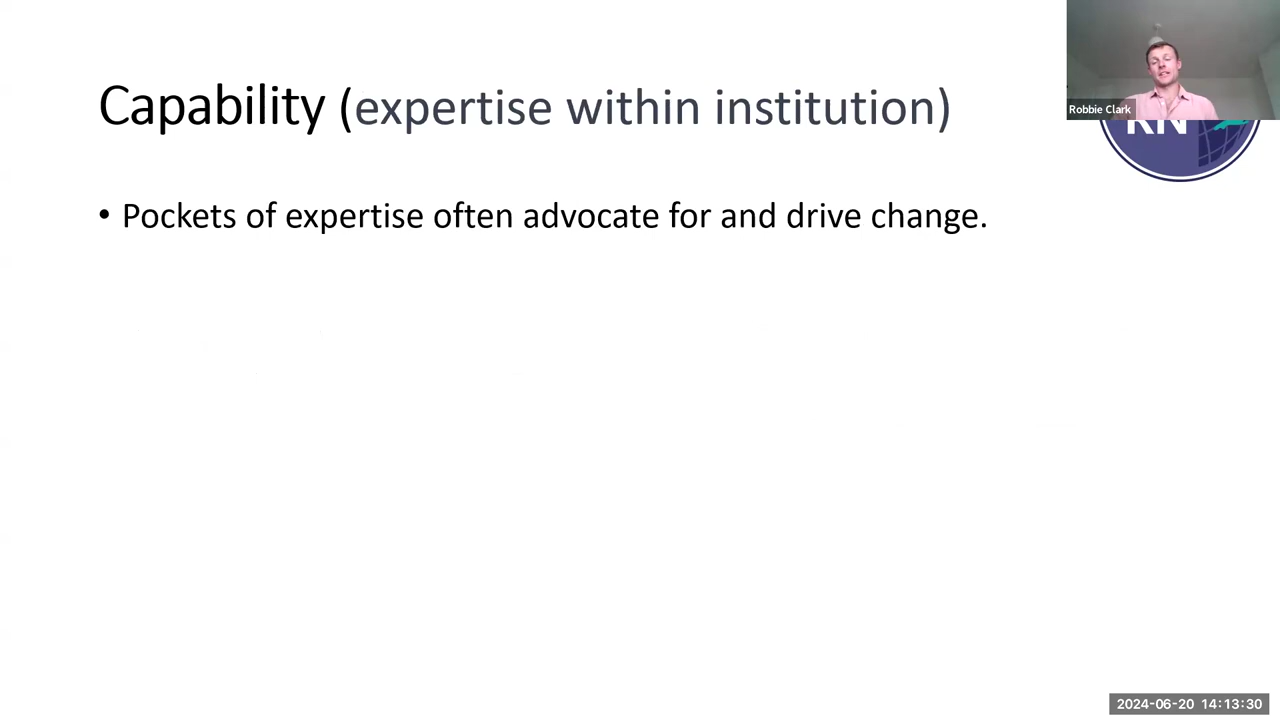 Capability (expertise within institution)
Robbie Clark
RN
• Pockets of expertise often advocate for and drive change.
2024-06-20 14:13:30